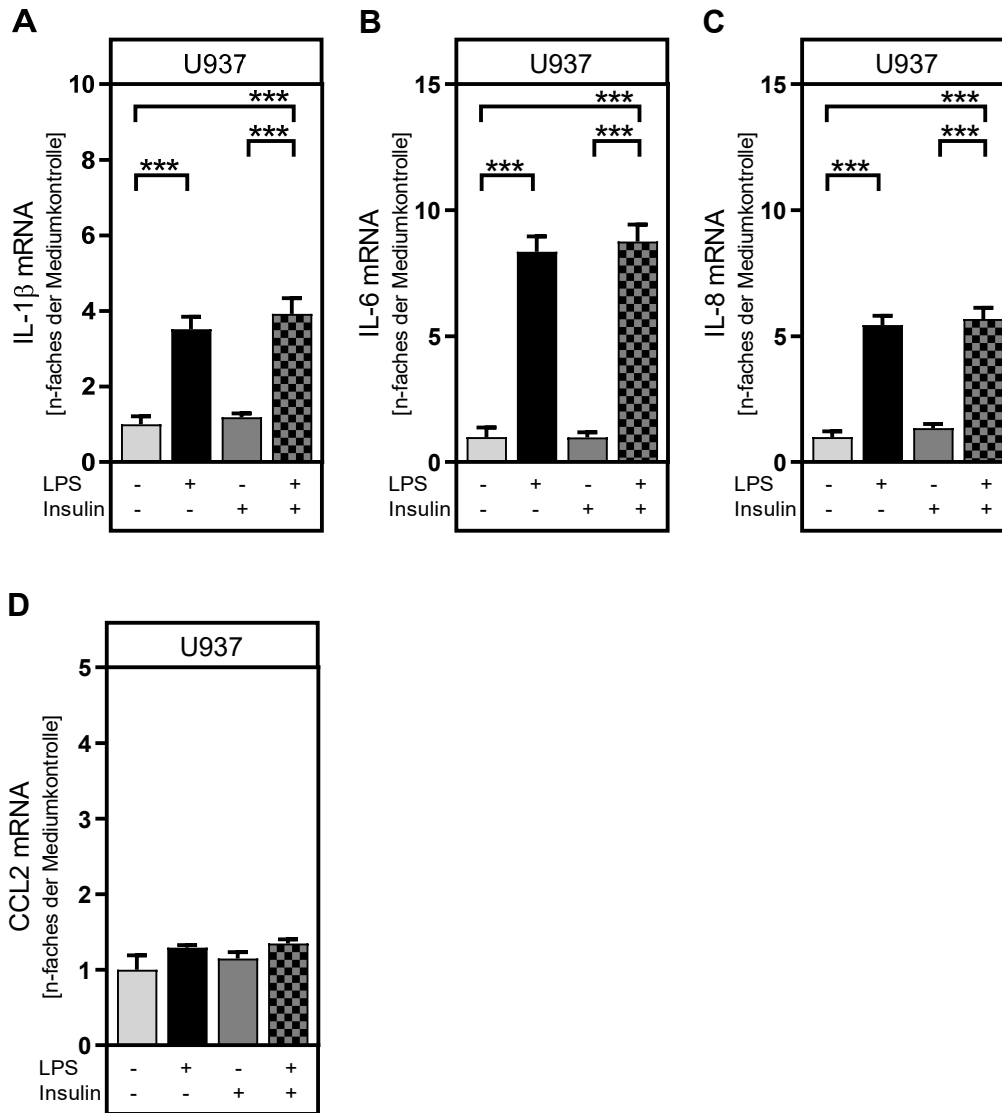 A
U937
IL-1β mRNA
[n-faches der Mediumkontrolle]
10
8
6
4
2
0
***
***
***
LPS - + - +
Insulin - - + +
B
U937
IL-6 mRNA
[n-faches der Mediumkontrolle]
15
10
5
0
***
***
***
LPS - + - +
Insulin - - + +
C
U937
IL-8 mRNA
[n-faches der Mediumkontrolle]
15
10
5
0
***
***
***
LPS - + - +
Insulin - - + +
D
U937
CCL2 mRNA
[n-faches der Mediumkontrolle]
5
4
3
2
1
0
LPS - + - +
Insulin - - + +